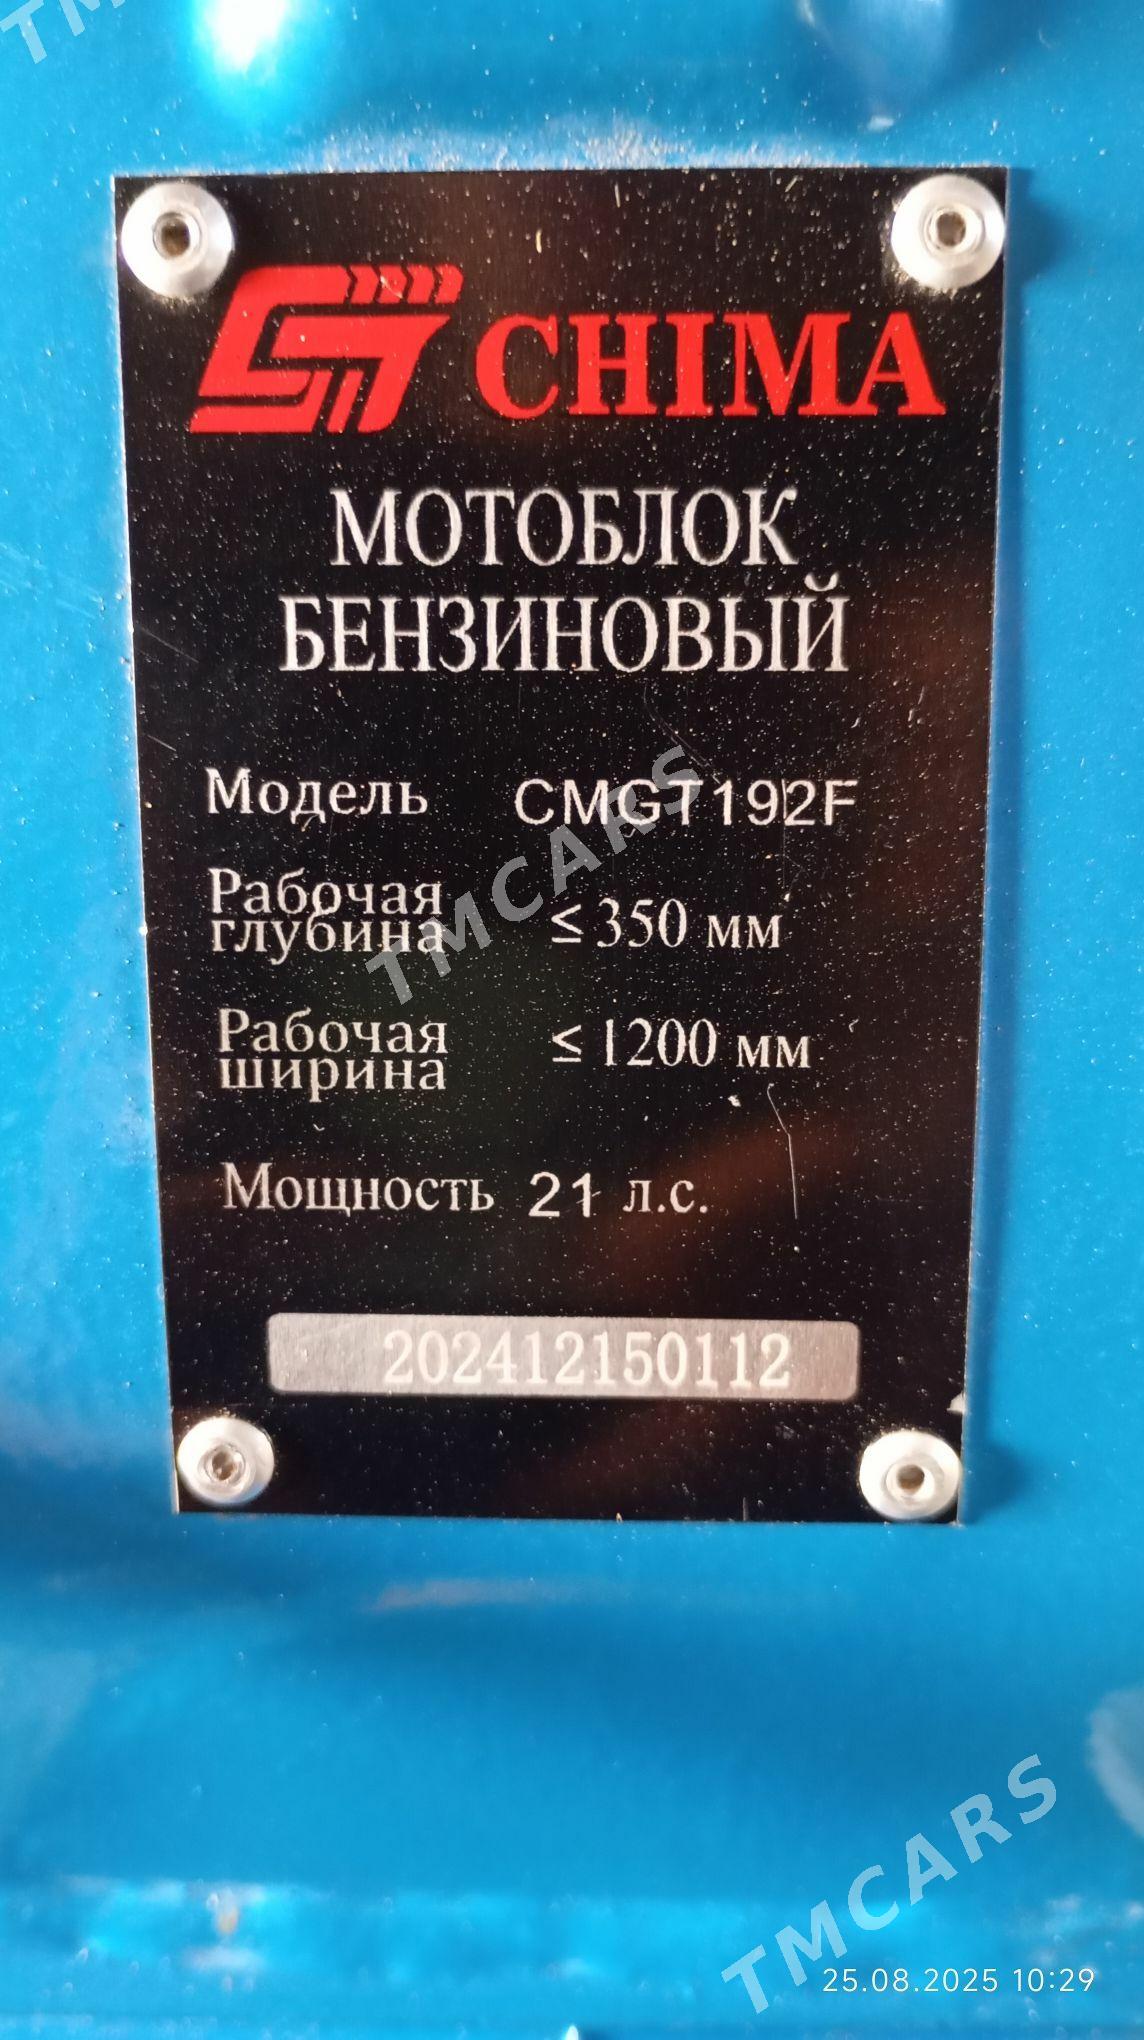 TMCARS
CHIMA
МОТОБЛОК
БЕНЗИНОВЫЙ
Модель CMGT192F
Рабочая
глубина ≤350 мм
Рабочая
ширина ≤ 1200 мм
Мощность 21 л.с.
202412150112
TMCARS
25.08.2025 10:29